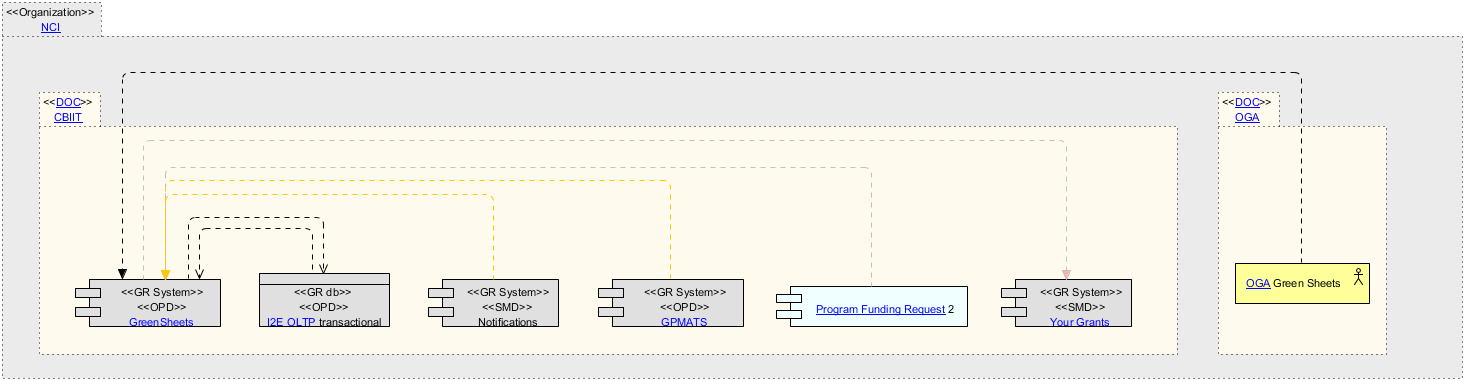 <<Organization>>
NCI
<<DOC>>
CBIIT
<<DOC>>
OGA
<<GR System>>
<<OPD>>
GreenSheets
<<GR db>>
<<OPD>>
I2E OLTP transactional
<<GR System>>
<<SMD>>
Notifications
<<GR System>>
<<OPD>>
GPMATS
Program Funding Request 2
<<GR System>>
<<SMD>>
Your Grants
OGA Green Sheets